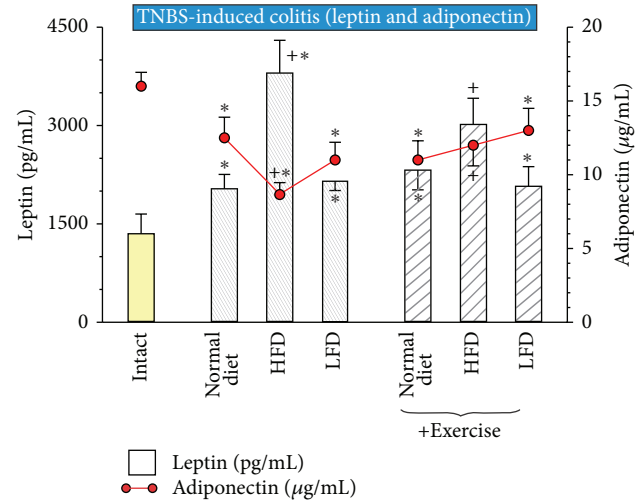 TNBS-induced colitis (leptin and adiponectin)
4500
3000
1500
0
Leptin (pg/mL)
20
15
10
5
0
Adiponectin (μg/mL)
*
*
+*
+*
*
*
*
*
+
+
*
*
Intact
Normal
diet
HFD
LFD
Normal
diet
HFD
LFD
+Exercise
Leptin (pg/mL)
Adiponectin (μg/mL)